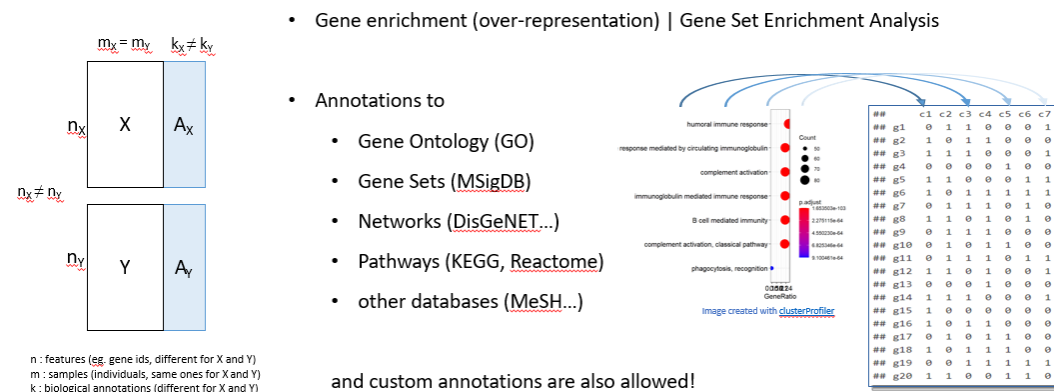 • Gene enrichment (over-representation) | Gene Set Enrichment Analysis
mX = mY kX ≠ kY
nX X AX
nX ≠ nY
nY Y AY
n : features (eg. gene ids, different for X and Y)
m : samples (individuals, same ones for X and Y)
k : biological annotations (different for X and Y)
• Annotations to
• Gene Ontology (GO)
• Gene Sets (MSigDB)
• Networks (DisGeNET...)
• Pathways (KEGG, Reactome)
• other databases (MeSH...)
and custom annotations are also allowed!
humoral immune response
response mediated by circulating immunoglobulin
complement activation
immunoglobulin mediated immune response
B cell mediated immunity
complement activation, classical pathway
phagocytosis, recognition
GeneRatio
Count
50
60
70
80
p.adjust
Image created with clusterProfiler
## c1 c2 c3 c4 c5 c6 c7
## g1 0 1 1 0 0 0 1
## g2 1 0 1 1 0 0 0
## g3 1 1 1 0 0 0 1
## g4 0 0 0 0 1 0 0
## g5 1 1 0 0 0 1 1
## g6 1 0 1 1 1 1 1
## g7 0 1 1 1 0 1 0
## g8 1 1 0 1 0 1 0
## g9 0 1 1 1 0 0 0
## g10 0 1 0 1 1 0 0
## g11 0 1 1 1 0 1 1
## g12 1 1 0 1 0 0 1
## g13 0 0 0 1 0 0 0
## g14 1 1 1 0 0 0 1
## g15 1 0 0 0 0 0 0
## g16 1 0 1 1 0 0 0
## g17 0 1 0 1 1 0 0
## g18 1 0 1 1 1 0 0
## g19 0 0 1 1 1 1 1
## g20 1 1 0 0 1 1 0